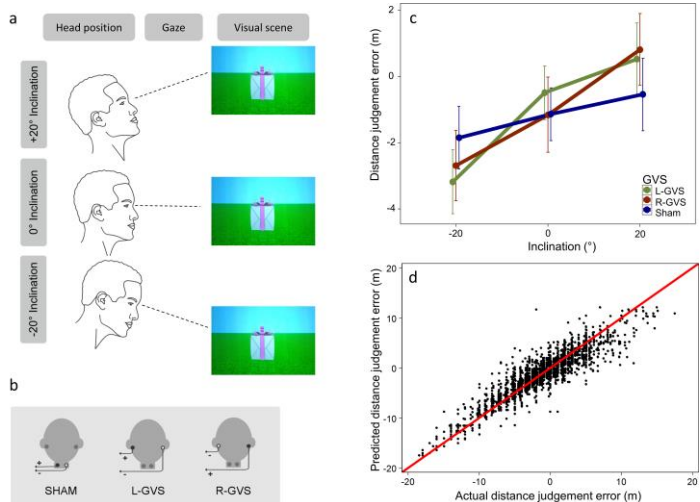 a
Head position
Gaze
Visual scene
+20° Inclination
0° Inclination
-20° Inclination
b
+
-
SHAM
+
-
L-GVS
-
+
R-GVS
c
Distance judgement error (m)
2
0
-2
-4
-20
0
20
Inclination (°)
GVS
L-GVS
R-GVS
Sham
d
Predicted distance judgement error (m)
20
10
0
-10
-20
-20
-10
0
10
20
Actual distance judgement error (m)